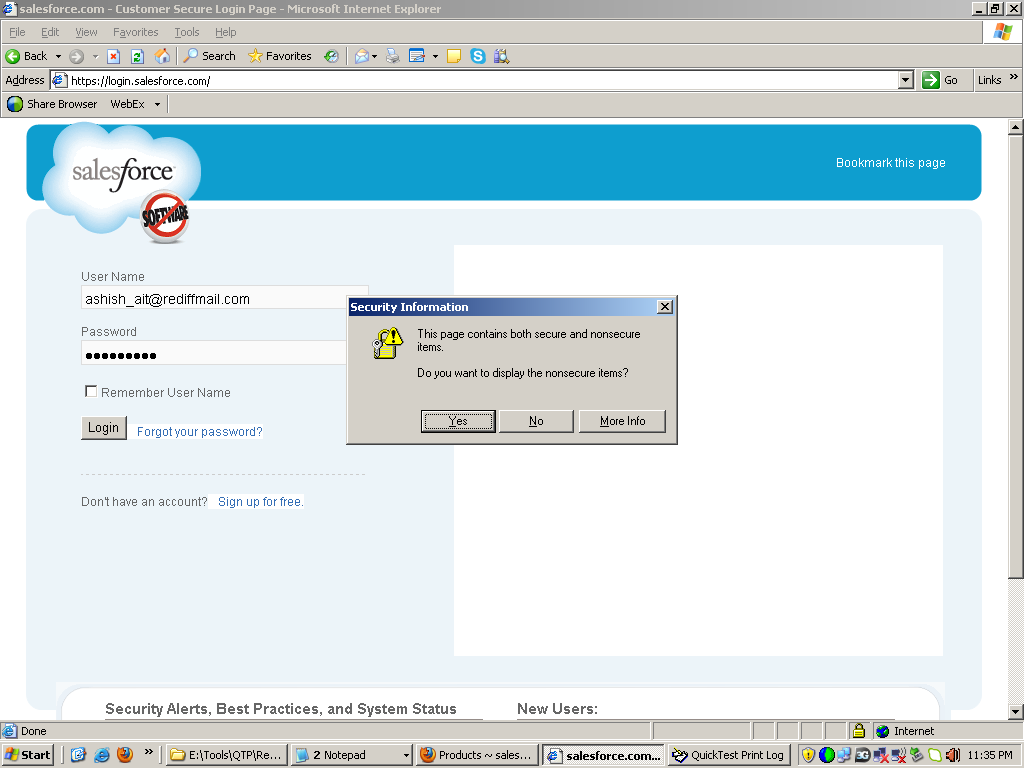 salesforce.com - Customer Secure Login Page - Microsoft Internet Explorer
File Edit View Favorites Tools Help
Back Search Favorites
Address https://login.salesforce.com/ Go Links »
Share Browser WebEx
salesforce
SOFTWARE
Bookmark this page
User Name
ashish_ait@rediffmail.com
Password
•••••••••
Remember User Name
Login Forgot your password?
Don't have an account? Sign up for free.
Security Information
This page contains both secure and nonsecure
items.
Do you want to display the nonsecure items?
Yes No More Info
Security Alerts, Best Practices, and System Status New Users:
Done Internet
Start » E:\Tools\QTP\Re... 2 Notepad Products ~ sales... salesforce.com... QuickTest Print Log 11:35 PM